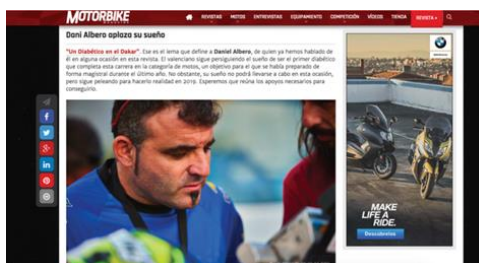 MOTORBIKE
REVISTAS MOTOS ENTREVISTAS EQUIPAMIENTO COMPETICIÓN VÍDEOS TIENDA REVISTA
Dani Albero aplaza su sueño
"Un Diabético en el Dakar". Ese es el lema que define a Daniel Albero, de quien ya hemos hablado de
él en alguna ocasión en esta revista. El valenciano sigue persiguiendo el sueño de ser el primer diabético
que completa esta carrera en la categoría de motos, un objetivo para el que se había preparado de
forma magistral durante el último año. No obstante, su sueño no podrá llevarse a cabo en esta ocasión,
pero sigue peleando para hacerlo realidad en 2019. Esperemos que reúna los apoyos necesarios para
conseguirlo.
MAKE
LIFE A
RIDE.
Descúbrelos